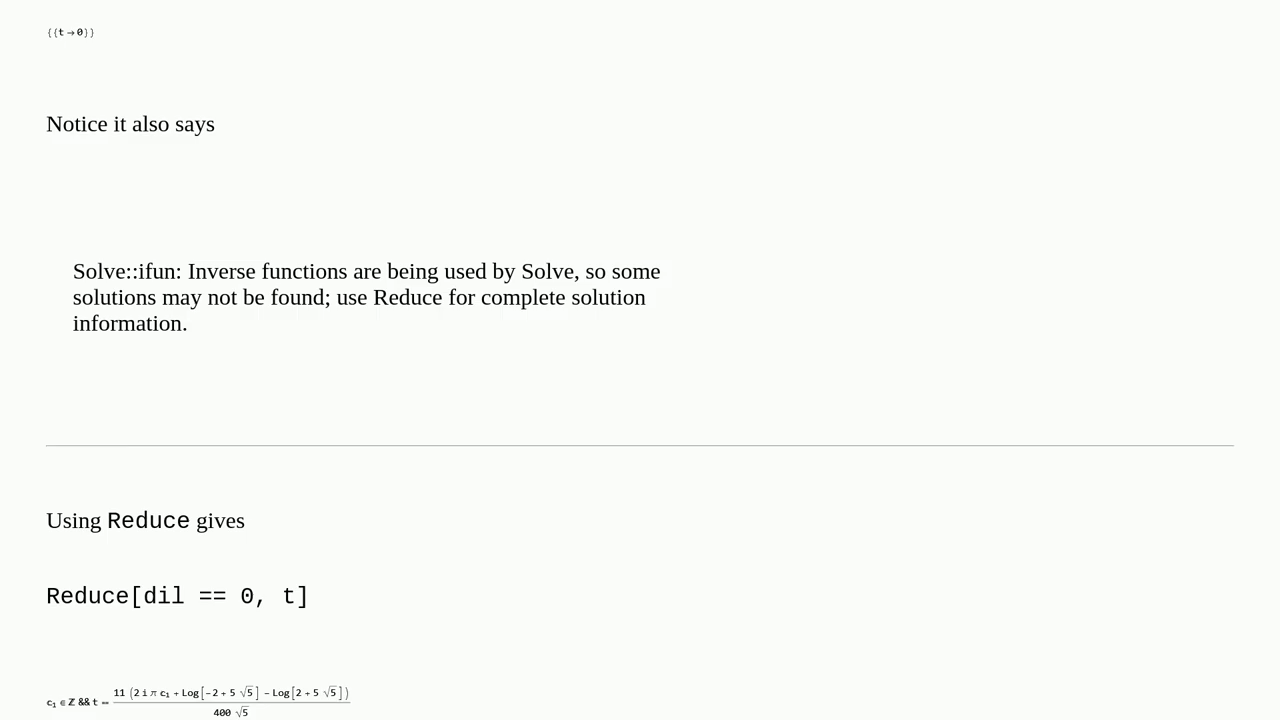 {{t→0}}
Notice it also says
Solve::ifun: Inverse functions are being used by Solve, so some
solutions may not be found; use Reduce for complete solution
information.
Using Reduce gives
Reduce[dil == 0, t]
c₁ ∈ ℤ && t == 11 (2 i π c₁ + Log[-2 + 5 √5] - Log[2 + 5 √5])
400 √5